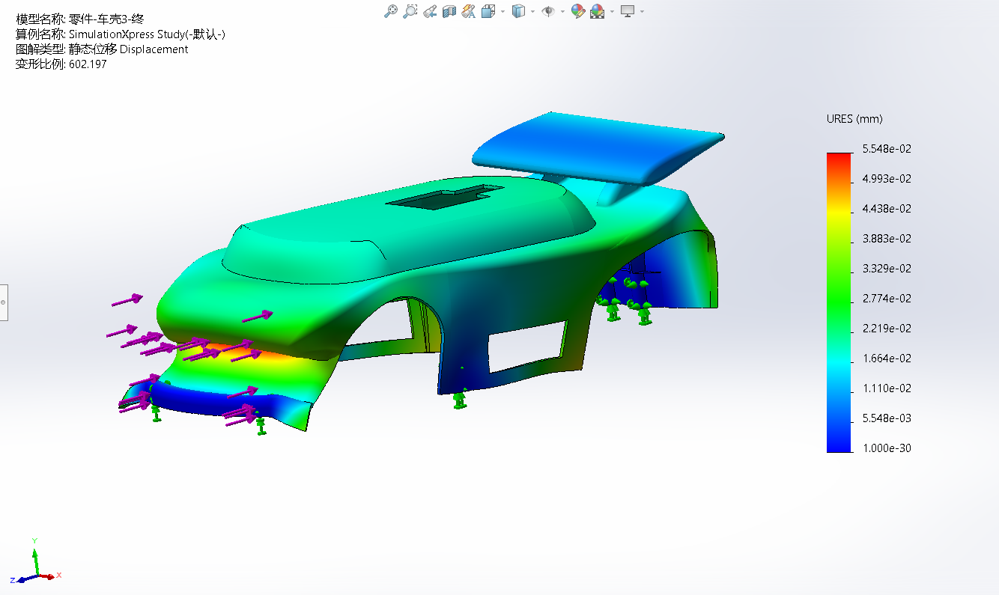 模型名称: 零件-车壳3-终
算例名称: SimulationXpress Study(-默认-)
图解类型: 静态位移 Displacement
变形比例: 602.197
URES (mm)
5.548e-02
4.993e-02
4.438e-02
3.883e-02
3.329e-02
2.774e-02
2.219e-02
1.664e-02
1.110e-02
5.548e-03
1.000e-30
Y
Z
X